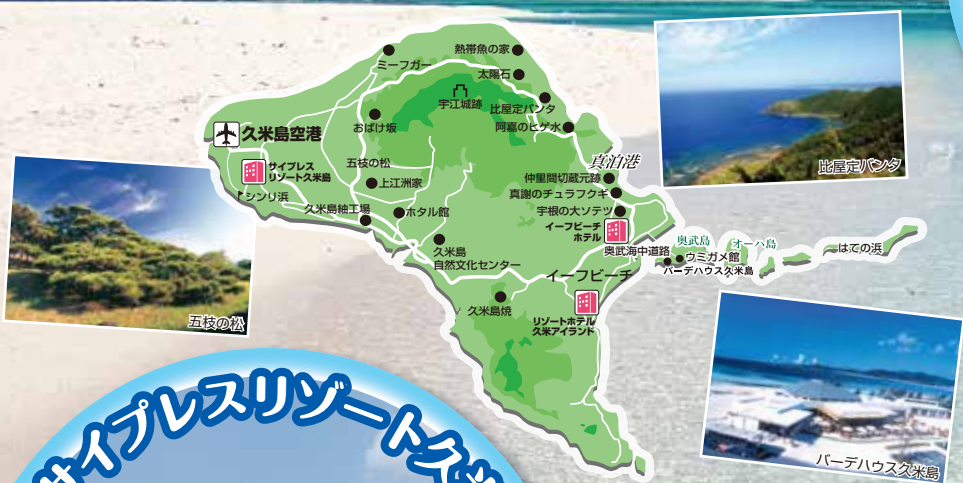 熱帯魚の家
ミーフガー
太陽石
宇江城跡
比屋定バンタ
おばけ坂
阿嘉のヒゲ水
久米島空港
真泊港
五枝の松
サイプレス
リゾート久米島
上江洲家
仲里間切蔵元跡
シンリ浜
真謝のチュラフクギ
久米島紬工場
ホタル館
宇根の大ソテツ
イーフビーチ
ホテル
久米島
自然文化センター
奥武海中道路
奥武島
オーハ島
はての浜
ウミガメ館
バーデハウス久米島
イーフビーチ
久米島焼
リゾートホテル
久米アイランド
比屋定バンタ
五枝の松
バーデハウス久米島
サイプレスリゾート久米